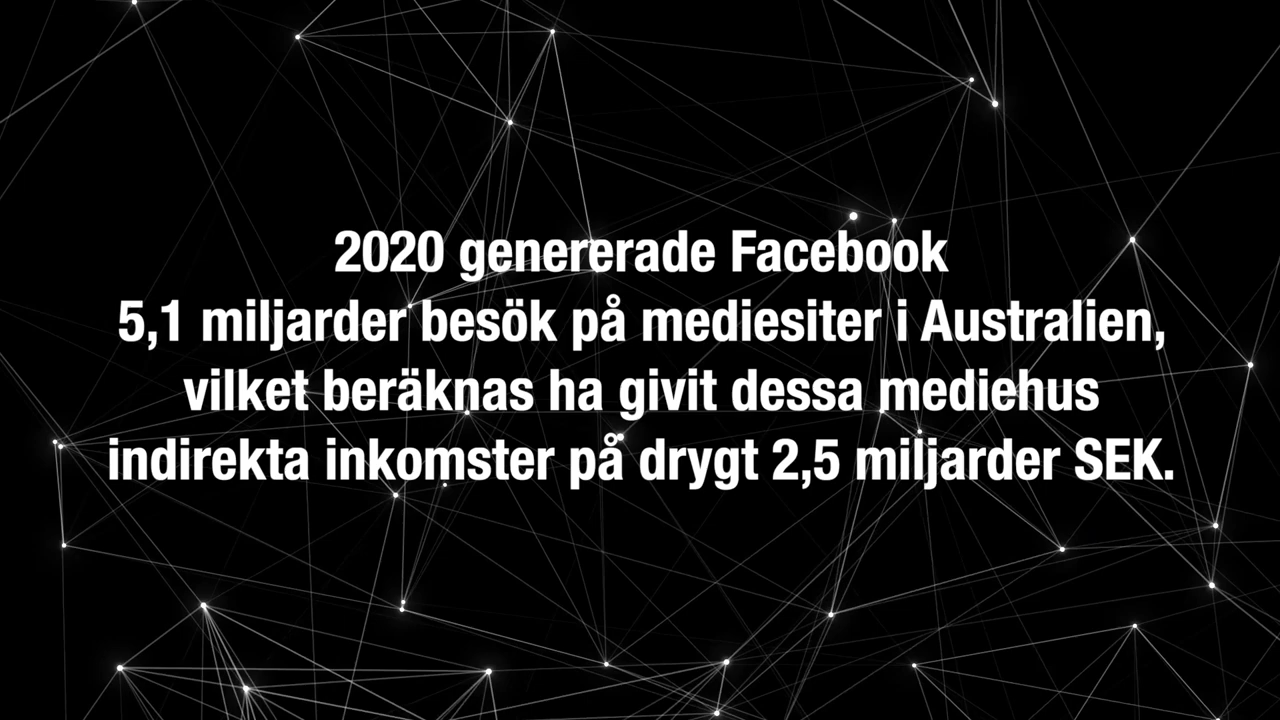 2020 genererade Facebook
5,1 miljarder besök på mediesiter i Australien,
vilket beräknas ha givit dessa mediehus
indirekta inkomster på drygt 2,5 miljarder SEK.